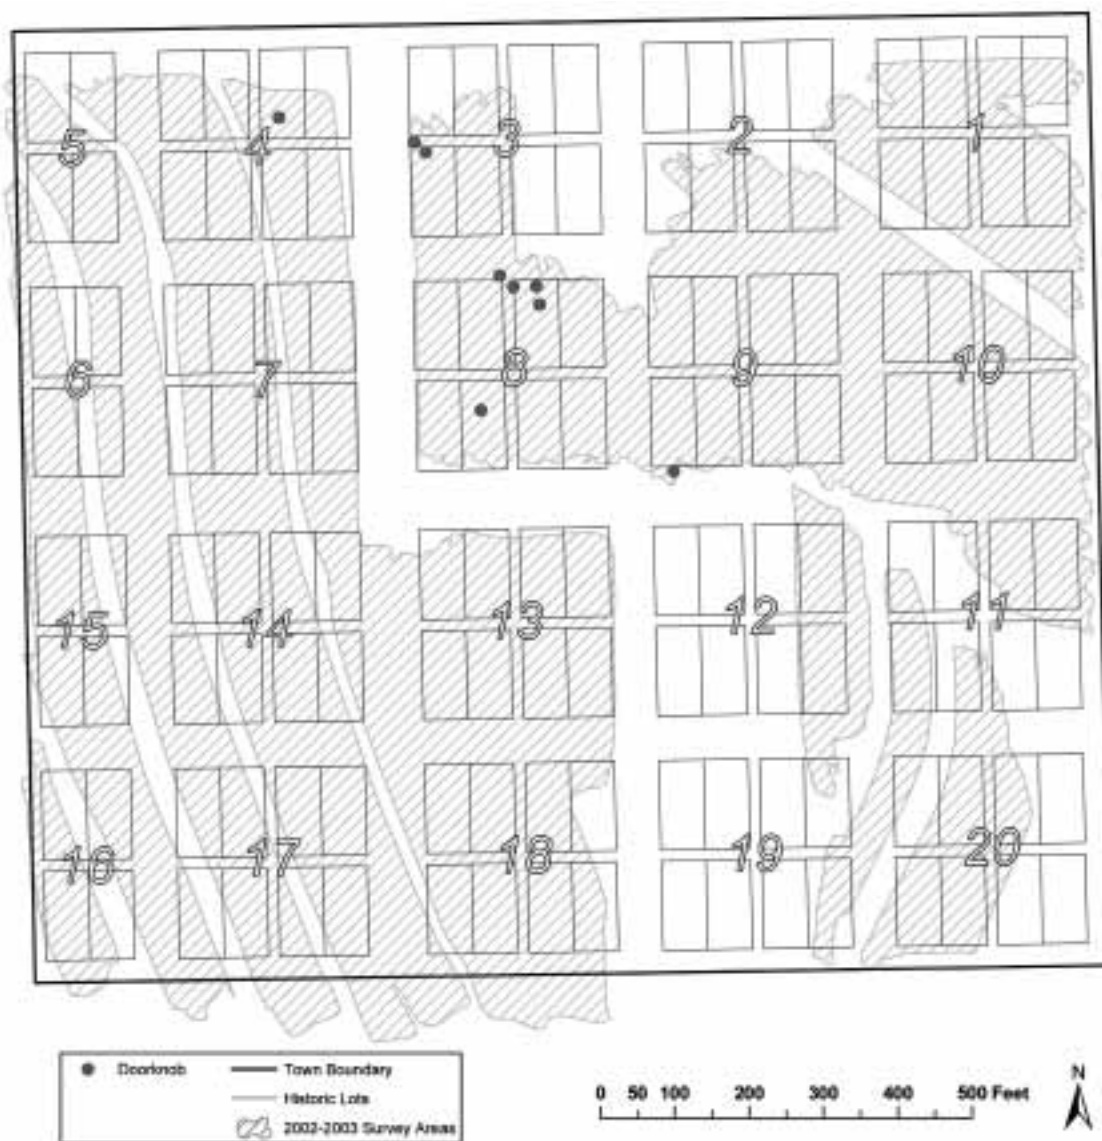 5 4 3 2 1
6 7 8 9 10
15 14 13 12 11
16 17 18 19 20
Doorknob
Town Boundary
Historic Lots
2002-2003 Survey Areas
0 50 100 200 300 400 500 Feet
N